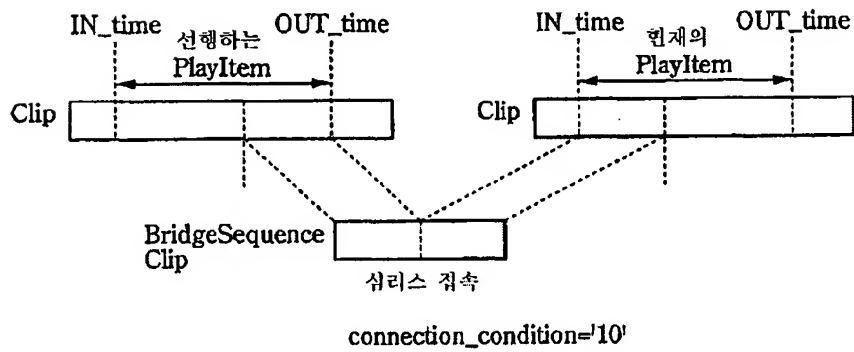 IN_time
선행하는
OUT_time
PlayItem
Clip
IN_time
현재의
OUT_time
PlayItem
Clip
BridgeSequence
Clip
심리스 접속
connection_condition='10'